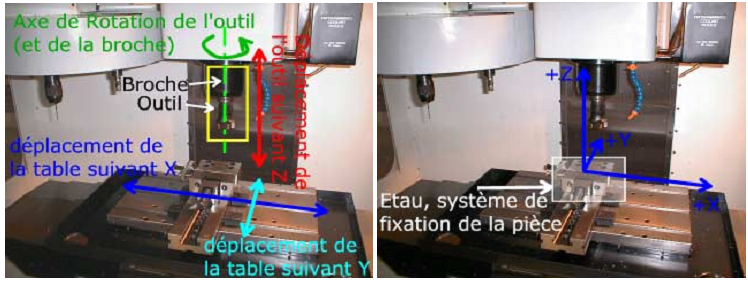 Axe de Rotation de l'outil
(et de la broche)
Broche
Outil
Déplacement de
l'outil suivant Z
déplacement de
la table suivant X
déplacement de
la table suivant Y
+Z
+Y
+X
Etau, système de
fixation de la pièce